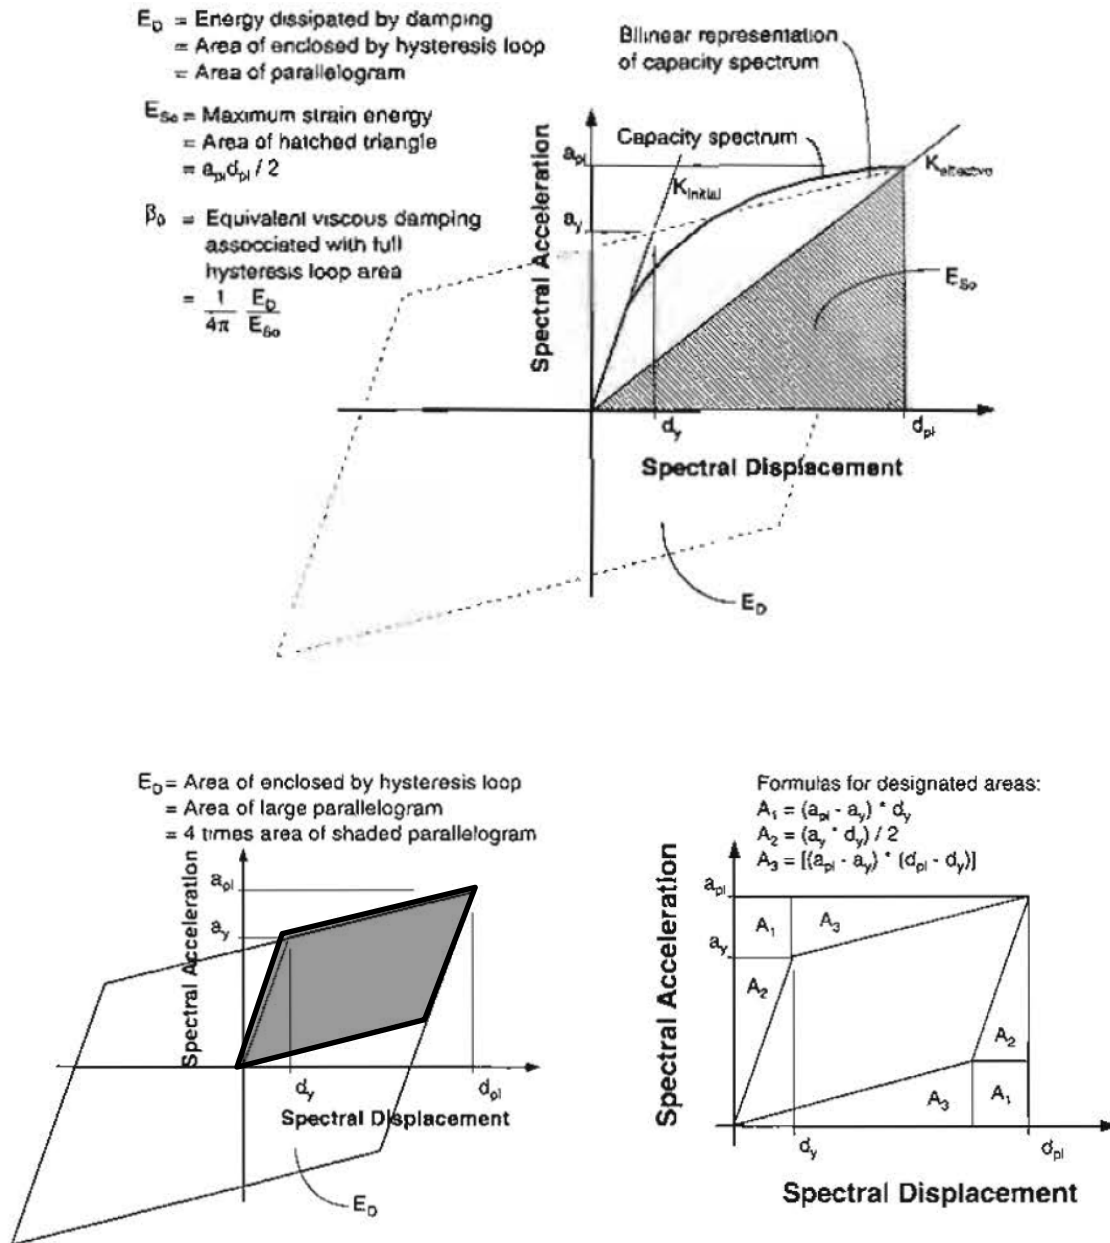 E_D = Energy dissipated by damping
= Area of enclosed by hysteresis loop
= Area of parallelogram
E_So = Maximum strain energy
= Area of hatched triangle
= a_pi d_pi / 2
β_0 = Equivalent viscous damping
assocciated with full
hysteresis loop area
= 1/4π E_D/E_So
Bilinear representation
of capacity spectrum
Capacity spectrum
a_pi
K_initial
K_effective
a_y
Spectral Acceleration
E_So
d_y
d_pi
Spectral Displacement
E_D
E_D = Area of enclosed by hysteresis loop
= Area of large parallelogram
= 4 times area of shaded parallelogram
Spectral Acceleration
a_pi
a_y
d_y
d_pi
Spectral Displacement
E_D
Formulas for designated areas:
A_1 = (a_pi - a_y) * d_y
A_2 = (a_y * d_y) / 2
A_3 = [(a_pi - a_y) * (d_pi - d_y)]
Spectral Acceleration
a_pi
A_1
A_3
a_y
A_2
A_2
A_3
A_1
d_y
d_pi
Spectral Displacement